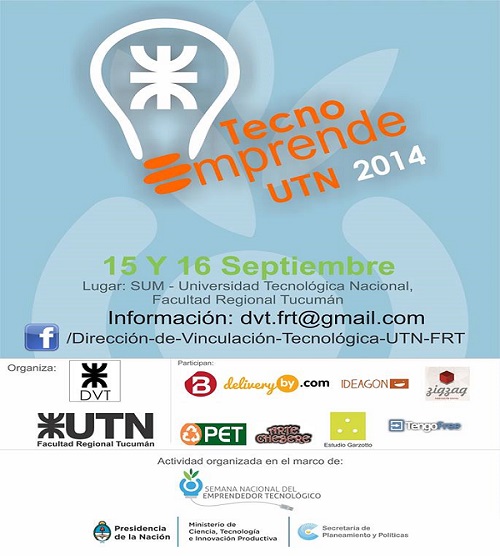 Tecno
Emprende
UTN 2014
15 Y 16 Septiembre
Lugar: SUM - Universidad Tecnológica Nacional,
Facultad Regional Tucumán
Información: dvt.frt@gmail.com
f /Dirección-de-Vinculación-Tecnológica-UTN-FRT
Organiza:
DVT
UTN
Facultad Regional Tucumán
Participan:
B
deliveryby.com
IDEAGON
zigzag
PET
ARTE
CHEBERE
Estudio Garzotto
TengoFree
Actividad organizada en el marco de:
SEMANA NACIONAL DEL
EMPRENDEDOR TECNOLÓGICO
Presidencia
de la Nación
Ministerio de
Ciencia, Tecnología
e Innovación Productiva
Secretaría de
Planeamiento y Políticas